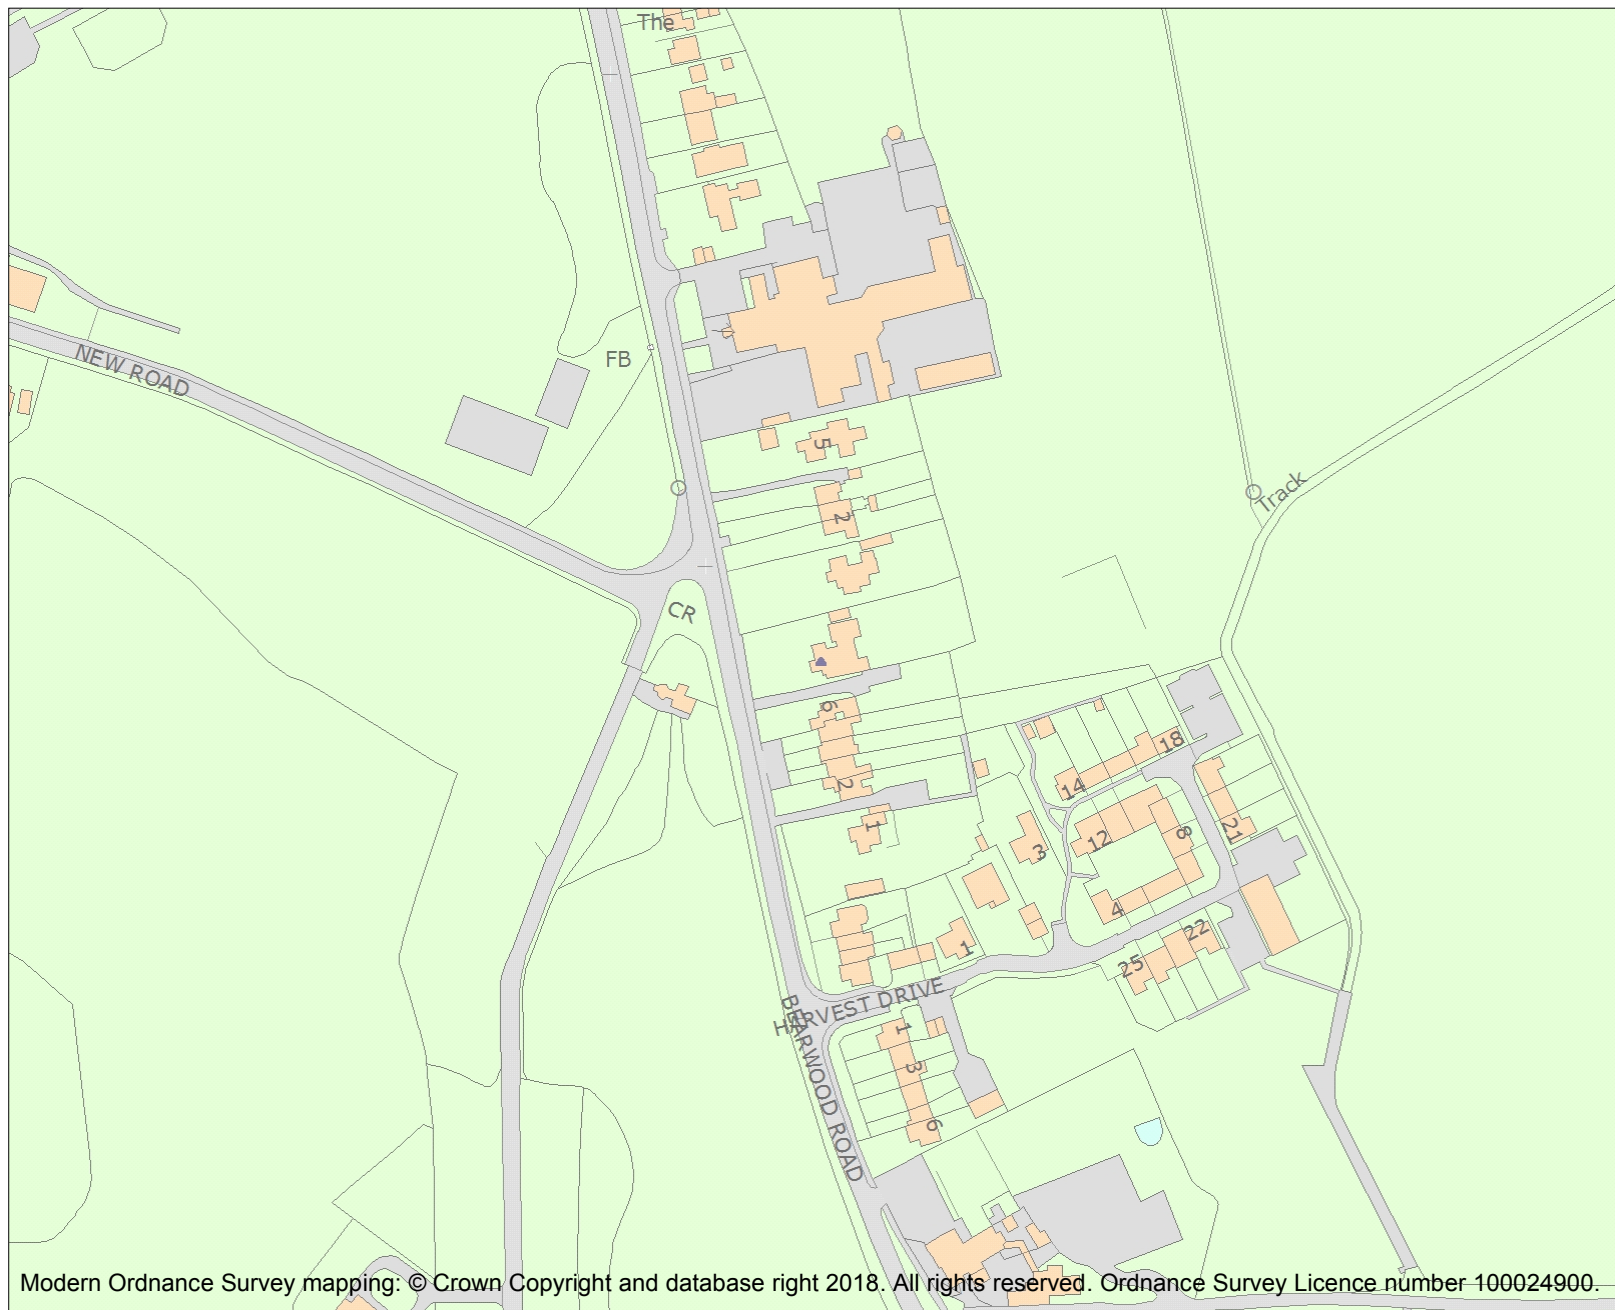 The
NEW ROAD
FB
5
2
Track
CR
6
2
18
14
1
3
12
8
21
4
22
1
25
HARVEST DRIVE
BEARWOOD ROAD
1
3
6
Modern Ordnance Survey mapping: © Crown Copyright and database right 2018. All rights reserved. Ordnance Survey Licence number 100024900.